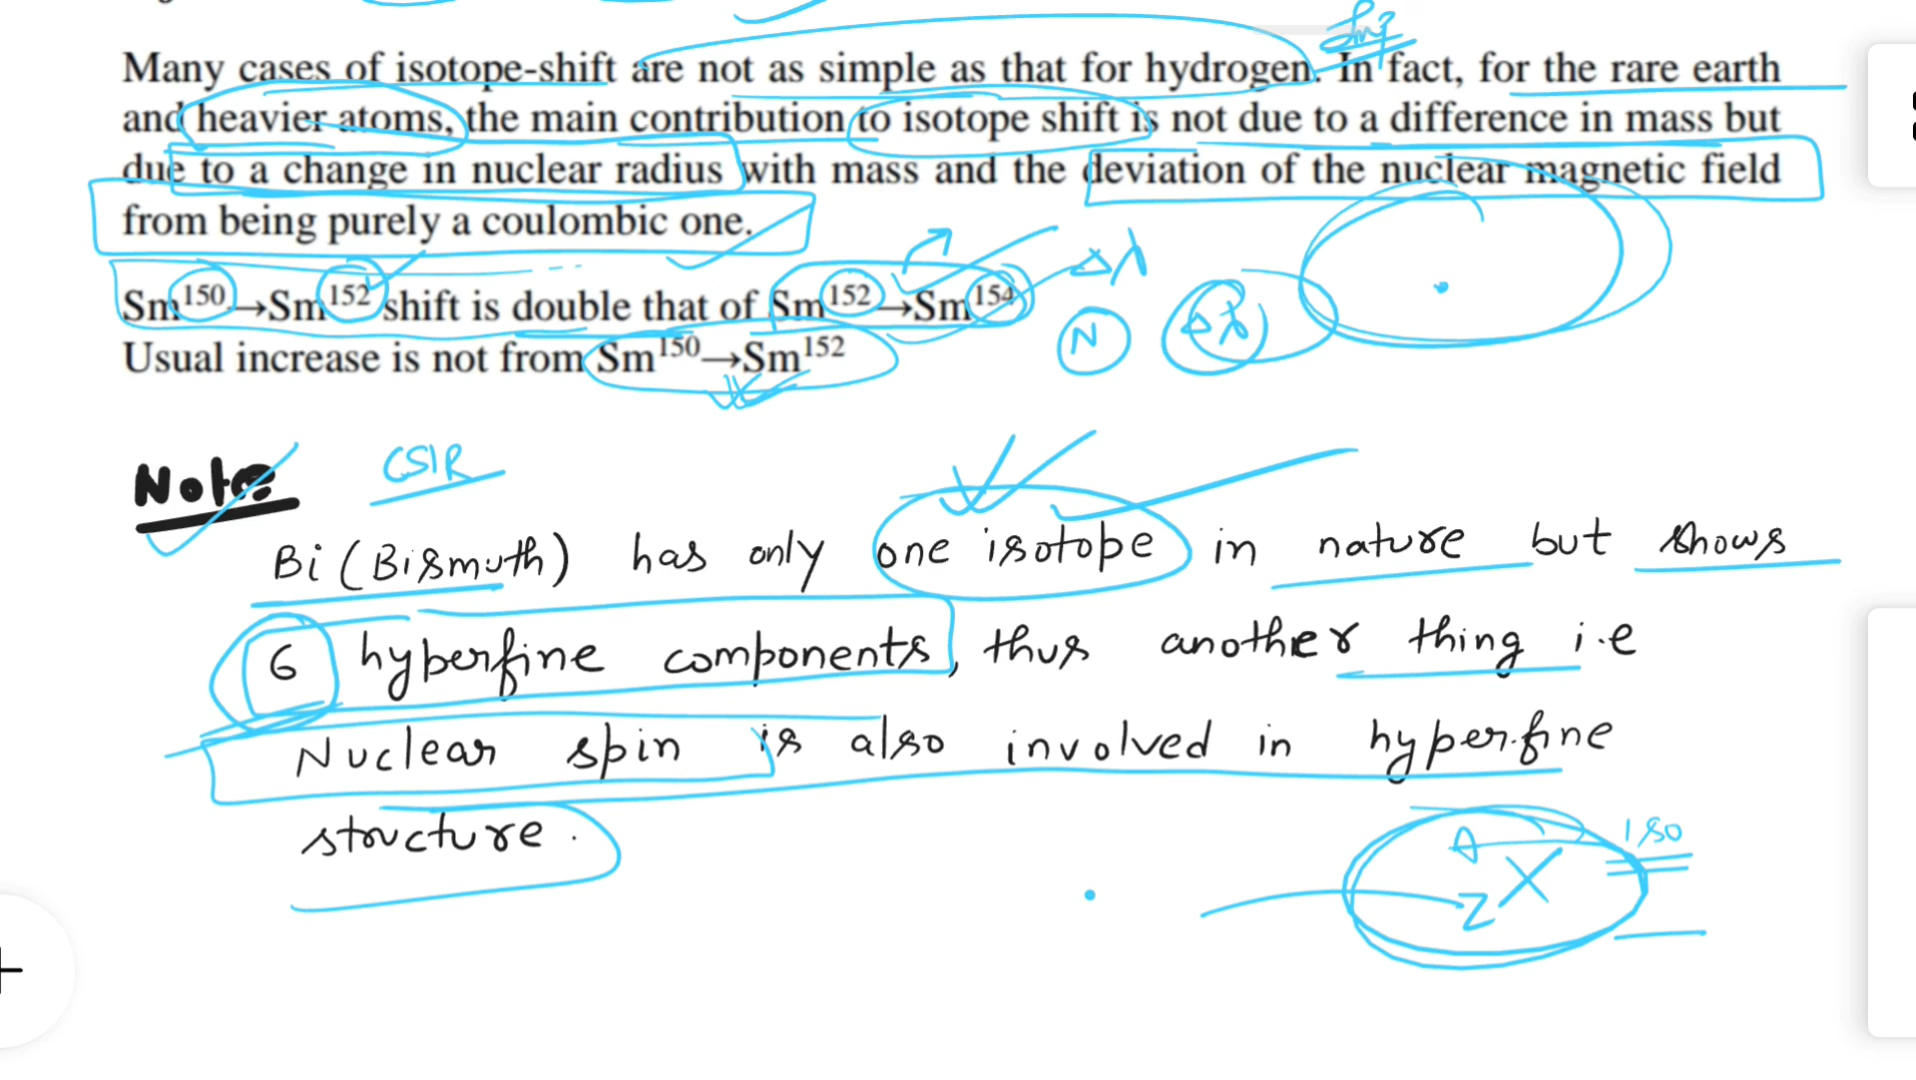 Imp
Many cases of isotope-shift are not as simple as that for hydrogen. In fact, for the rare earth
and heavier atoms, the main contribution to isotope shift is not due to a difference in mass but
due to a change in nuclear radius with mass and the deviation of the nuclear magnetic field
from being purely a coulombic one.
Δλ
Sm¹⁵⁰→Sm¹⁵² shift is double that of Sm¹⁵²→Sm¹⁵⁴
N
Usual increase is not from Sm¹⁵⁰→Sm¹⁵²
Note
CSIR
Bi (Bismuth) has only one isotope in nature but shows
6 hyperfine components, thus another thing i.e
Nuclear spin is also involved in hyperfine
structure.
A
Z X
Iso